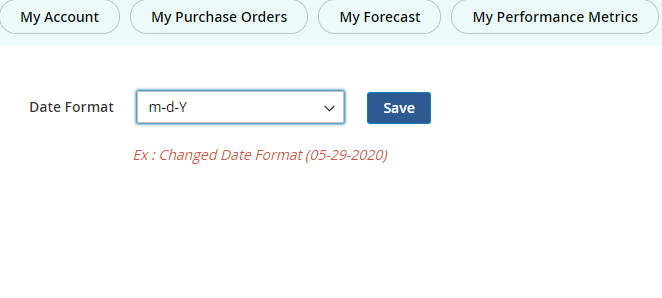 My Account My Purchase Orders My Forecast My Performance Metrics
Date Format m-d-Y Save
Ex : Changed Date Format (05-29-2020)